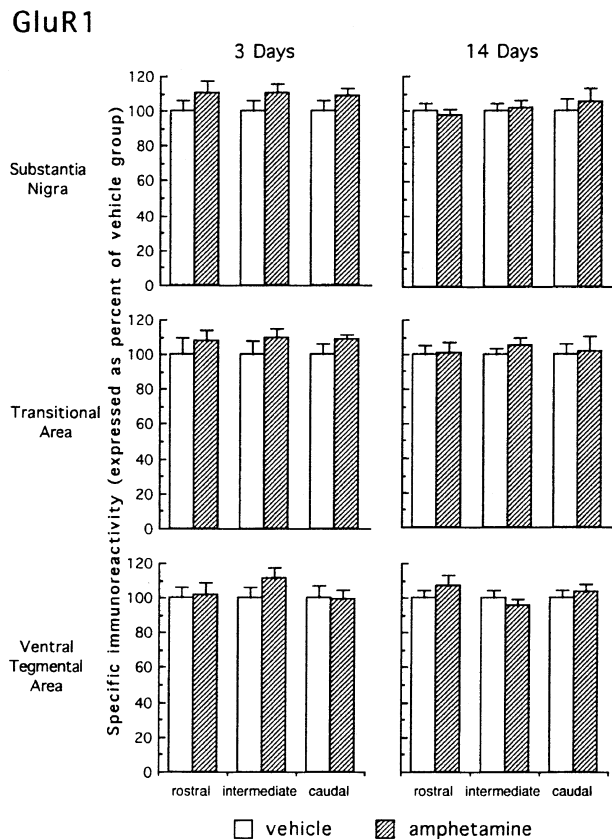 GluR1
3 Days
14 Days
Specific immunoreactivity (expressed as percent of vehicle group)
Substantia
Nigra
120
100
80
60
40
20
0
Transitional
Area
120
100
80
60
40
20
0
Ventral
Tegmental
Area
120
100
80
60
40
20
0
rostral intermediate caudal
rostral intermediate caudal
vehicle amphetamine